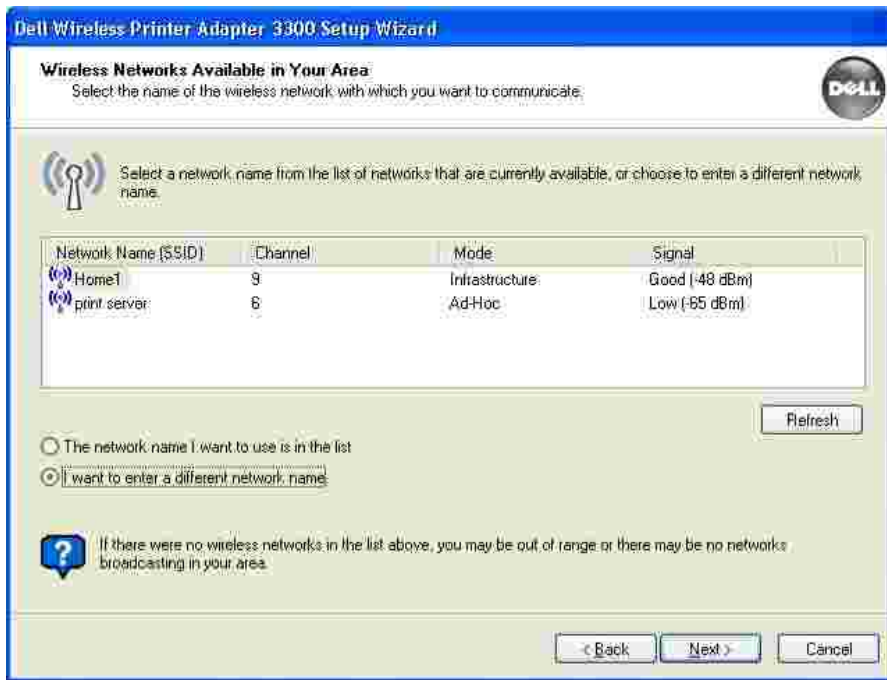 Dell Wireless Printer Adapter 3300 Setup Wizard
Wireless Networks Available in Your Area
Select the name of the wireless network with which you want to communicate.
DELL
Select a network name from the list of networks that are currently available, or choose to enter a different network
name.
Network Name (SSID) Channel Mode Signal
Home1 9 Infrastructure Good (-48 dBm)
print server 6 Ad-Hoc Low (-65 dBm)
Refresh
The network name I want to use is in the list
I want to enter a different network name
If there were no wireless networks in the list above, you may be out of range or there may be no networks
broadcasting in your area.
< Back Next > Cancel